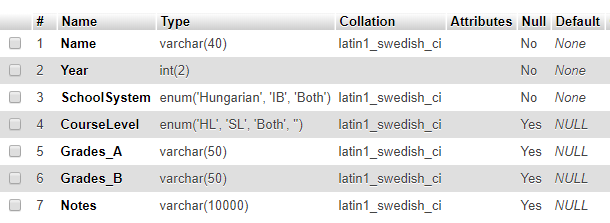 # Name Type Collation Attributes Null Default
1 Name varchar(40) latin1_swedish_ci No None
2 Year int(2) No None
3 SchoolSystem enum('Hungarian', 'IB', 'Both') latin1_swedish_ci No None
4 CourseLevel enum('HL', 'SL', 'Both', '') latin1_swedish_ci Yes NULL
5 Grades_A varchar(50) latin1_swedish_ci Yes NULL
6 Grades_B varchar(50) latin1_swedish_ci Yes NULL
7 Notes varchar(10000) latin1_swedish_ci Yes NULL